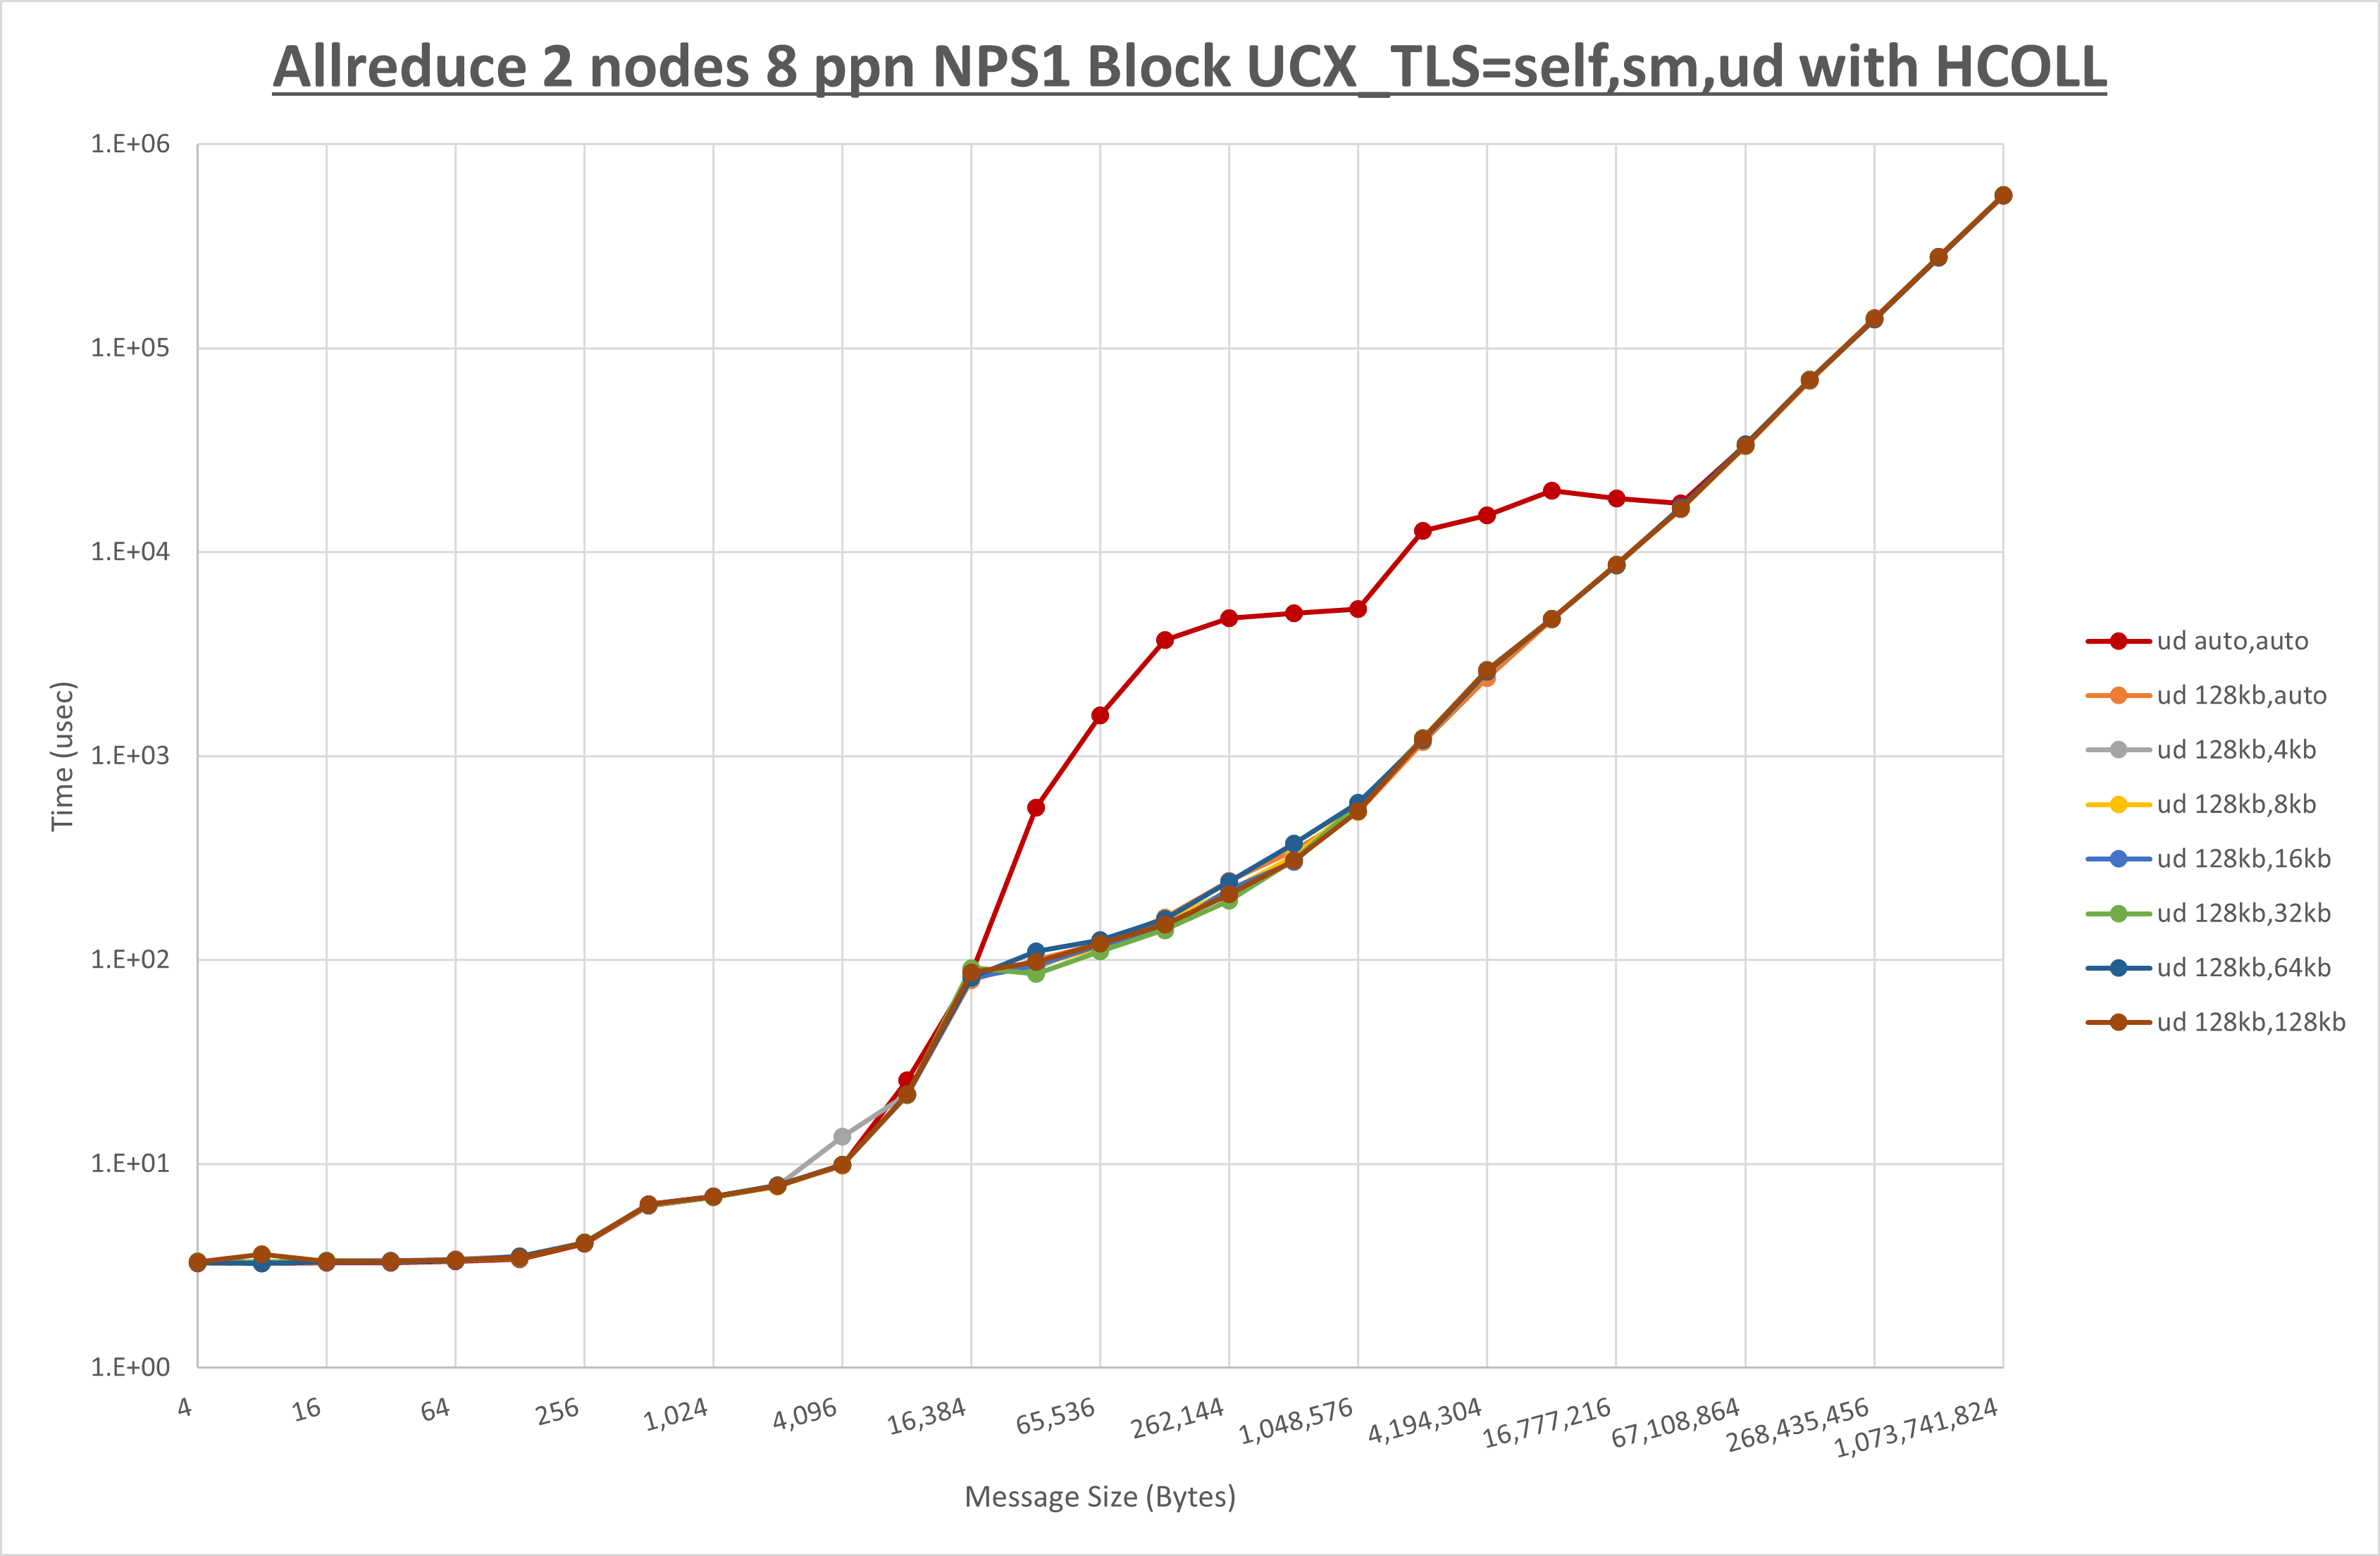 Allreduce 2 nodes 8 ppn NPS1 Block UCX_TLS=self,sm,ud with HCOLL
1.E+06
1.E+05
1.E+04
1.E+03
1.E+02
1.E+01
1.E+00
Time (usec)
4
16
64
256
1,024
4,096
16,384
65,536
262,144
1,048,576
4,194,304
16,777,216
67,108,864
268,435,456
1,073,741,824
Message Size (Bytes)
ud auto,auto
ud 128kb,auto
ud 128kb,4kb
ud 128kb,8kb
ud 128kb,16kb
ud 128kb,32kb
ud 128kb,64kb
ud 128kb,128kb